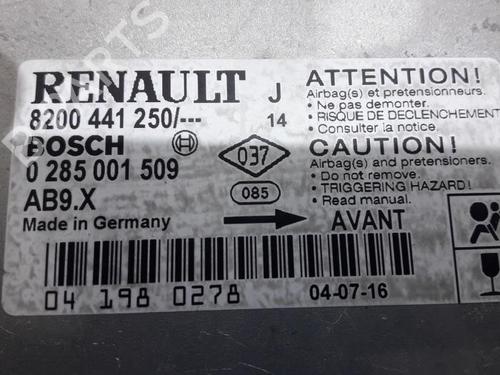 RENAULT J
8200 441 250/--- 14
BOSCH
0 285 001 509
AB9.X
Made in Germany
037
085
AVANT
ATTENTION!
Airbag(s) et pretensionneurs.
• Ne pas demonter.
• RISQUE DE DECLENCHEMENT
• Consulter la notice.
CAUTION!
Airbag(s) and pretensioners.
• Do not remove.
• TRIGGERING HAZARD!
• Read manual.
04 198 0278
04-07-16
PARTS